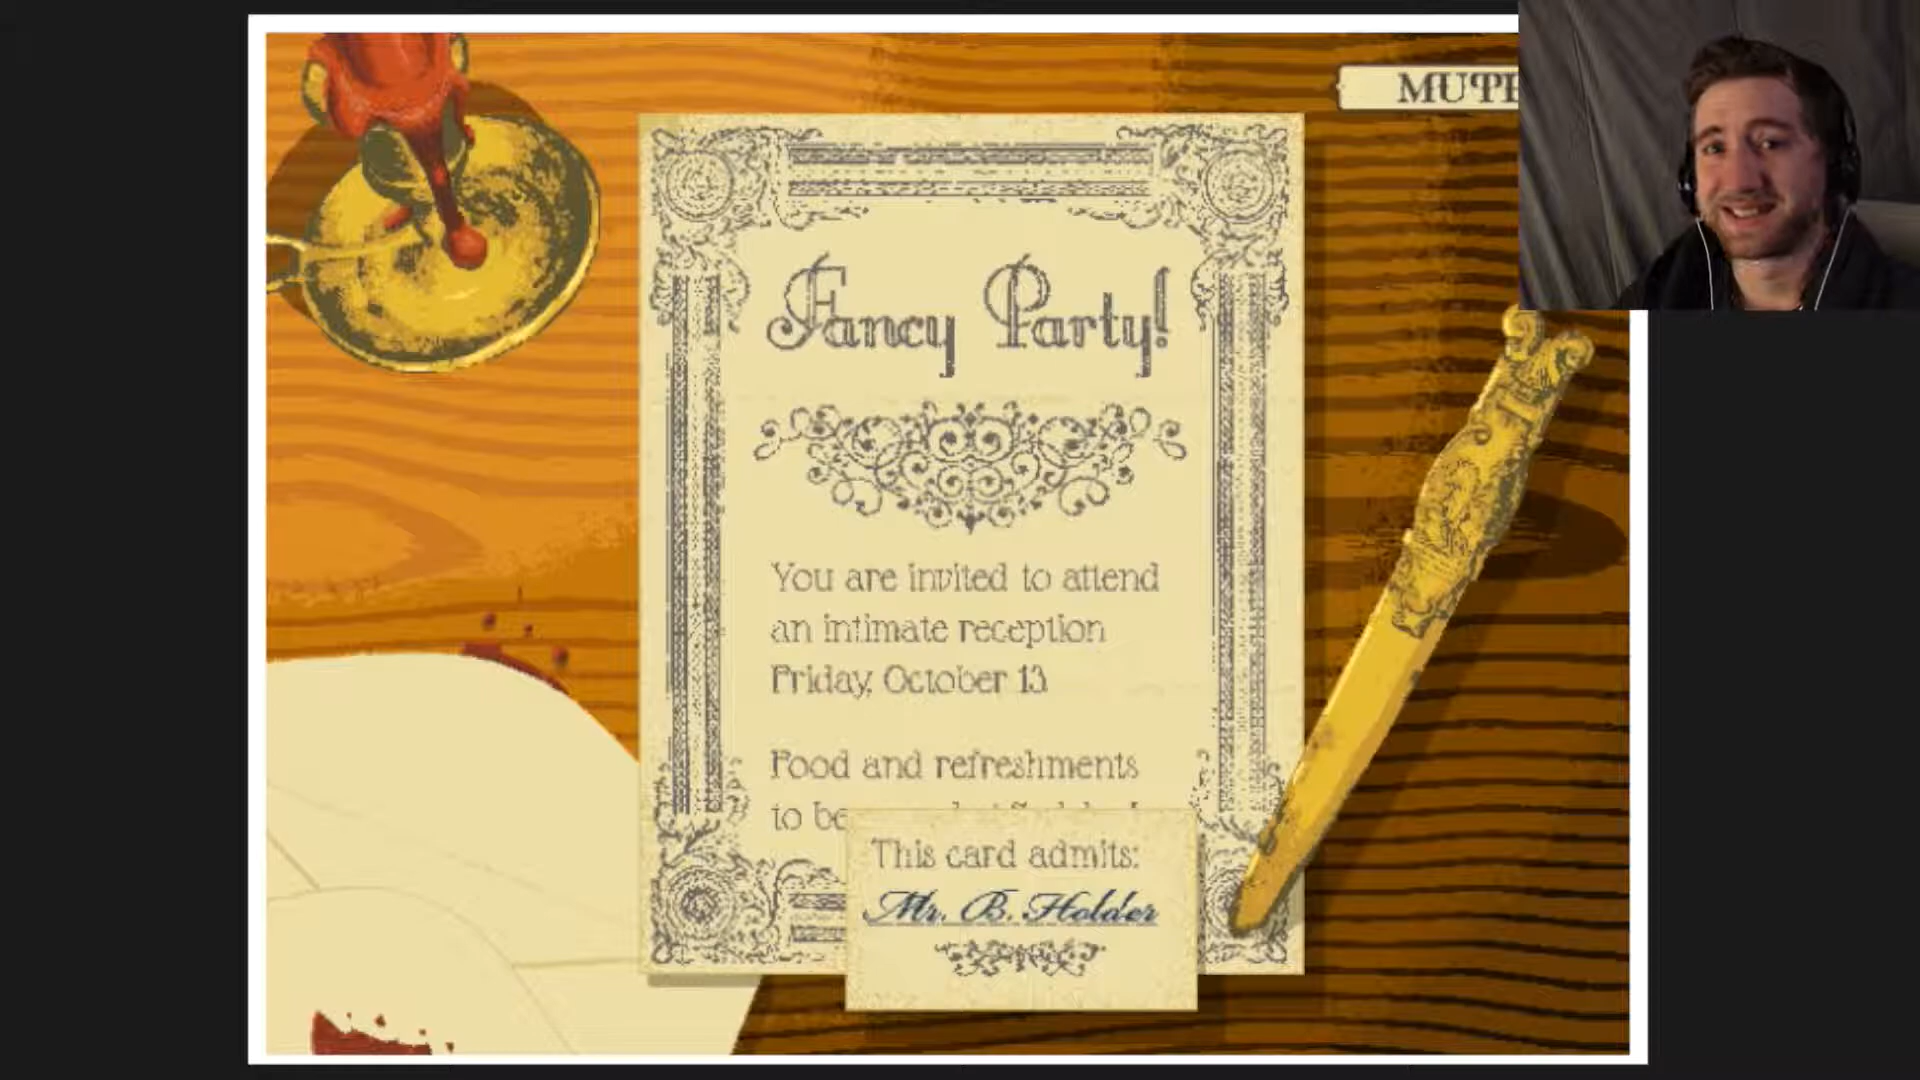 MUTE
Fancy Party!
You are invited to attend
an intimate reception
Friday, October 13
Food and refreshments
to be
This card admits:
Mr. B. Holder